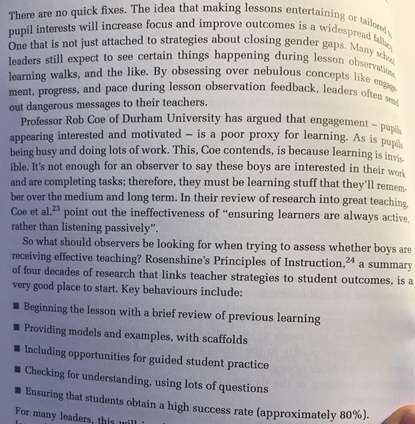 There are no quick fixes. The idea that making lessons entertaining or tailored to
pupil interests will increase focus and improve outcomes is a widespread fallacy.
One that is not just attached to strategies about closing gender gaps. Many school
leaders still expect to see certain things happening during lesson observations,
learning walks, and the like. By obsessing over nebulous concepts like engage-
ment, progress, and pace during lesson observation feedback, leaders often send
out dangerous messages to their teachers.
Professor Rob Coe of Durham University has argued that engagement – pupils
appearing interested and motivated – is a poor proxy for learning. As is pupils
being busy and doing lots of work. This, Coe contends, is because learning is invis-
ible. It's not enough for an observer to say these boys are interested in their work
and are completing tasks; therefore, they must be learning stuff that they'll remem-
ber over the medium and long term. In their review of research into great teaching,
Coe et al.23 point out the ineffectiveness of “ensuring learners are always active,
rather than listening passively”.
So what should observers be looking for when trying to assess whether boys are
receiving effective teaching? Rosenshine's Principles of Instruction,24 a summary
of four decades of research that links teacher strategies to student outcomes, is a
very good place to start. Key behaviours include:
■ Beginning the lesson with a brief review of previous learning
■ Providing models and examples, with scaffolds
■ Including opportunities for guided student practice
■ Checking for understanding, using lots of questions
■ Ensuring that students obtain a high success rate (approximately 80%).
For many leaders, this will